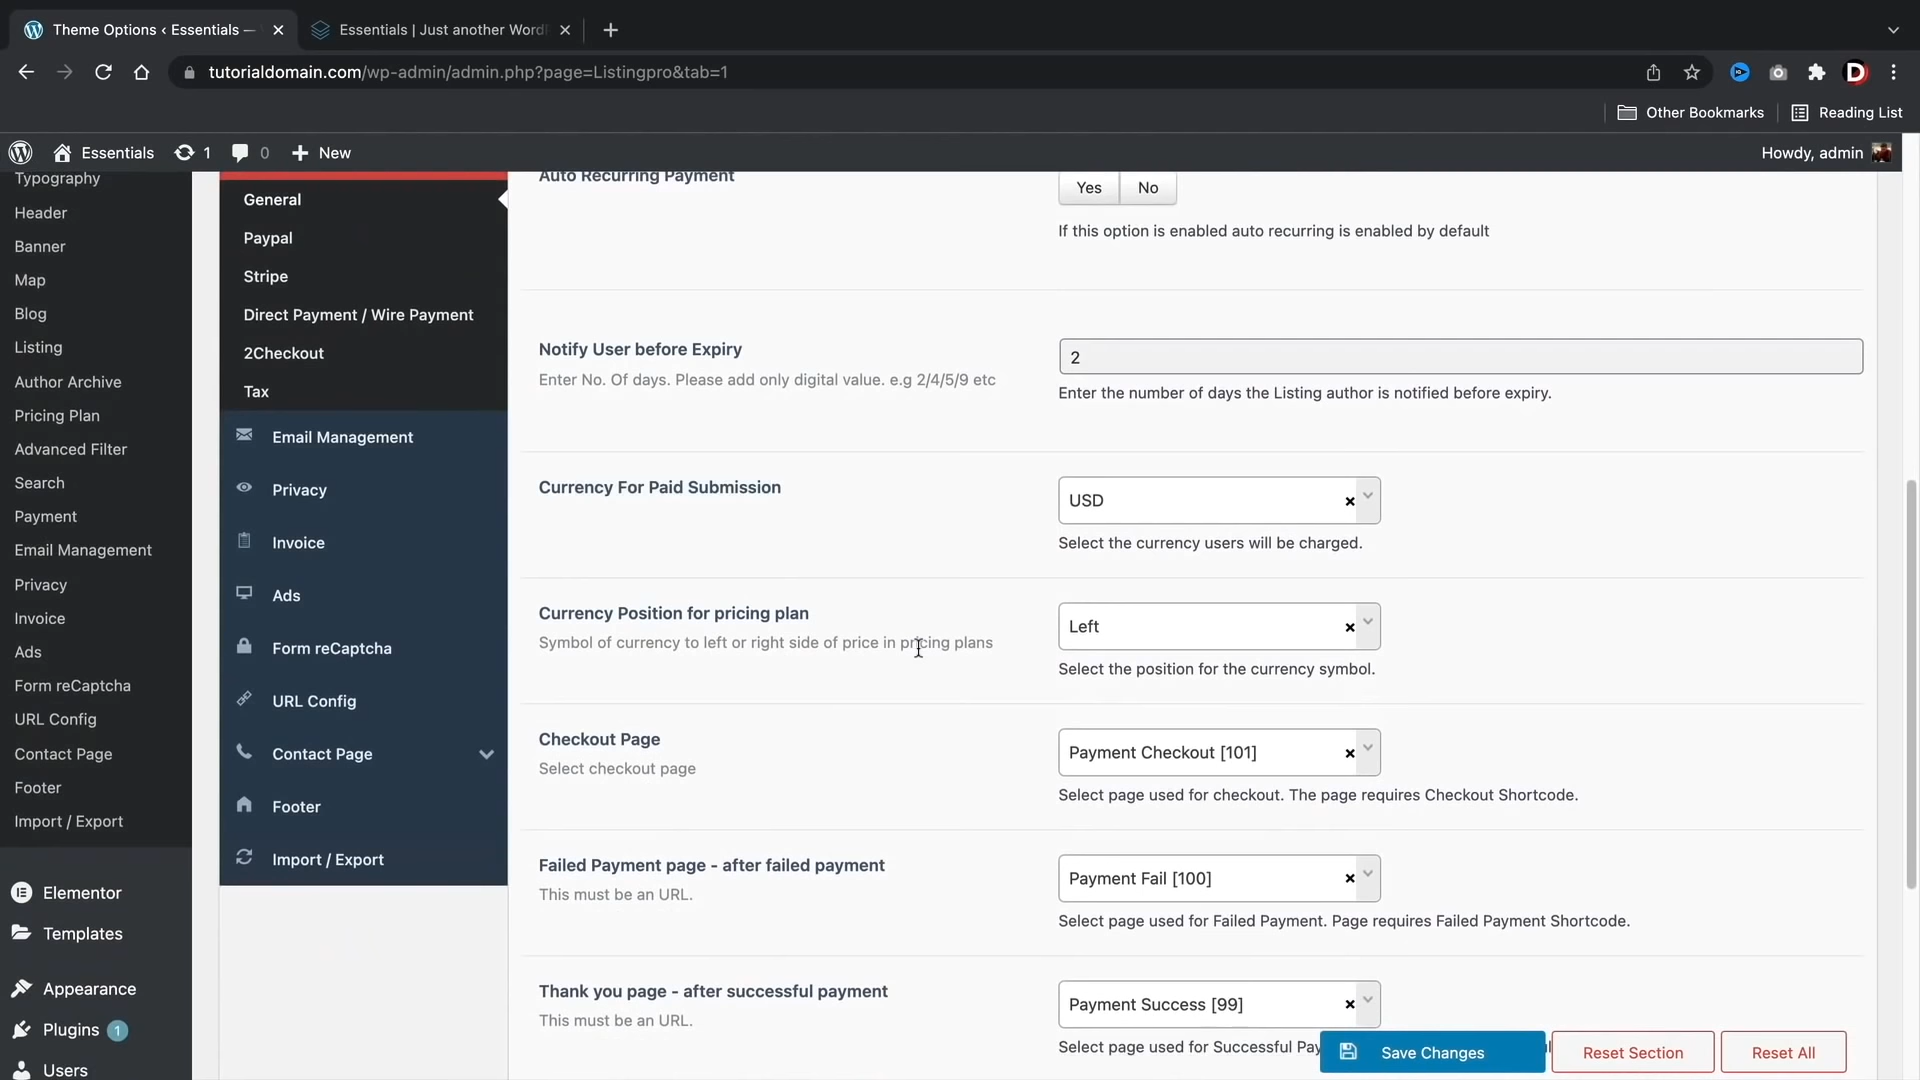 Theme Options ‹ Essentials —
Essentials | Just another Word
tutorialdomain.com/wp-admin/admin.php?page=Listingpro&tab=1
D
Other Bookmarks
Reading List
Essentials
1
0
New
Howdy, admin
Typography
Header
Banner
Map
Blog
Listing
Author Archive
Pricing Plan
Advanced Filter
Search
Payment
Email Management
Privacy
Invoice
Ads
Form reCaptcha
URL Config
Contact Page
Footer
Import / Export
Elementor
Templates
Appearance
Plugins 1
Users
General
Paypal
Stripe
Direct Payment / Wire Payment
2Checkout
Tax
Email Management
Privacy
Invoice
Ads
Form reCaptcha
URL Config
Contact Page
Footer
Import / Export
Auto Recurring Payment
Yes No
If this option is enabled auto recurring is enabled by default
Notify User before Expiry
Enter No. Of days. Please add only digital value. e.g 2/4/5/9 etc
2
Enter the number of days the Listing author is notified before expiry.
Currency For Paid Submission
USD
Select the currency users will be charged.
Currency Position for pricing plan
Symbol of currency to left or right side of price in pricing plans
Left
Select the position for the currency symbol.
Checkout Page
Select checkout page
Payment Checkout [101]
Select page used for checkout. The page requires Checkout Shortcode.
Failed Payment page - after failed payment
This must be an URL.
Payment Fail [100]
Select page used for Failed Payment. Page requires Failed Payment Shortcode.
Thank you page - after successful payment
This must be an URL.
Payment Success [99]
Select page used for Successful Pay
Save Changes
Reset Section
Reset All